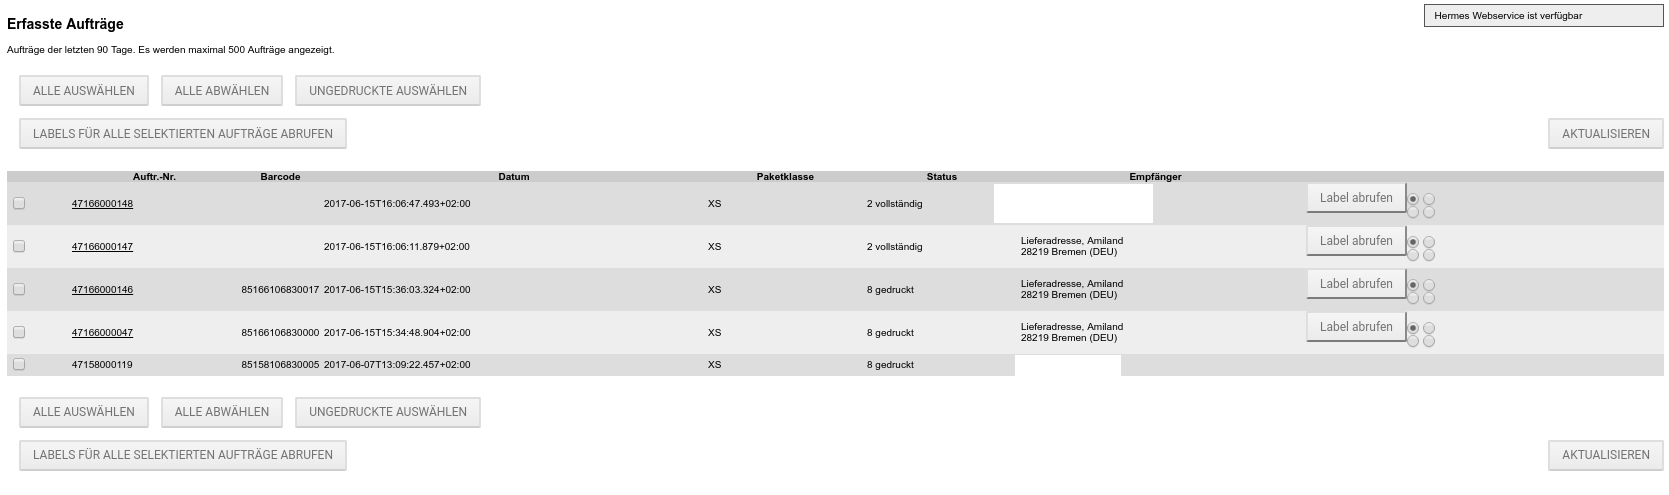 Hermes Webservice ist verfügbar
Erfasste Aufträge
Aufträge der letzten 90 Tage. Es werden maximal 500 Aufträge angezeigt.
ALLE AUSWÄHLEN ALLE ABWÄHLEN UNGEDRUCKTE AUSWÄHLEN
LABELS FÜR ALLE SELEKTIERTEN AUFTRÄGE ABRUFEN AKTUALISIEREN
Auftr.-Nr. Barcode Datum Paketklasse Status Empfänger
47166000148 2017-06-15T16:06:47.493+02:00 XS 2 vollständig Label abrufen
47166000147 2017-06-15T16:06:11.879+02:00 XS 2 vollständig Lieferadresse, Amiland Label abrufen
28219 Bremen (DEU)
47166000146 85166106830017 2017-06-15T15:36:03.324+02:00 XS 8 gedruckt Lieferadresse, Amiland Label abrufen
28219 Bremen (DEU)
47166000047 85166106830000 2017-06-15T15:34:48.904+02:00 XS 8 gedruckt Lieferadresse, Amiland Label abrufen
28219 Bremen (DEU)
47158000119 85158106830005 2017-06-07T13:09:22.457+02:00 XS 8 gedruckt
ALLE AUSWÄHLEN ALLE ABWÄHLEN UNGEDRUCKTE AUSWÄHLEN
LABELS FÜR ALLE SELEKTIERTEN AUFTRÄGE ABRUFEN AKTUALISIEREN